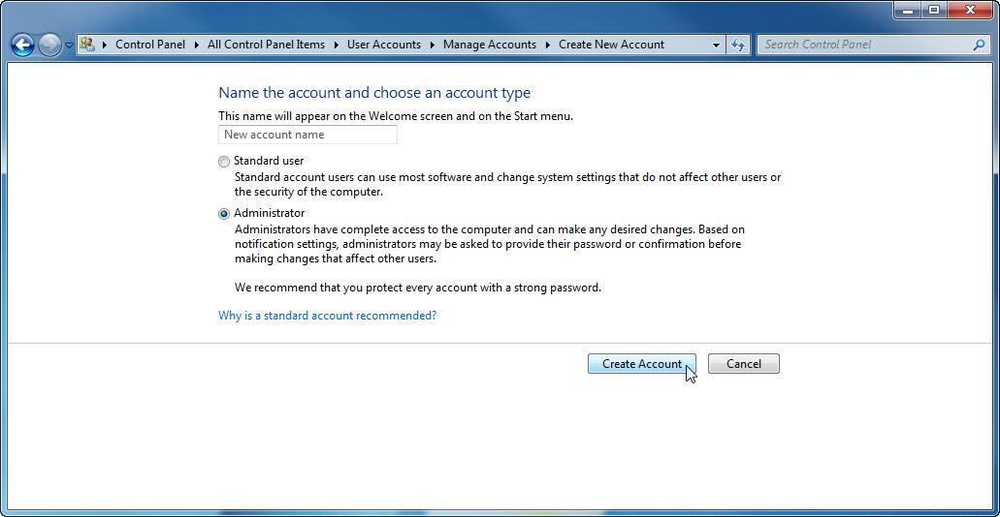 Control Panel All Control Panel Items User Accounts Manage Accounts Create New Account Search Control Panel
Name the account and choose an account type
This name will appear on the Welcome screen and on the Start menu.
New account name
Standard user
Standard account users can use most software and change system settings that do not affect other users or
the security of the computer.
Administrator
Administrators have complete access to the computer and can make any desired changes. Based on
notification settings, administrators may be asked to provide their password or confirmation before
making changes that affect other users.
We recommend that you protect every account with a strong password.
Why is a standard account recommended?
Create Account Cancel